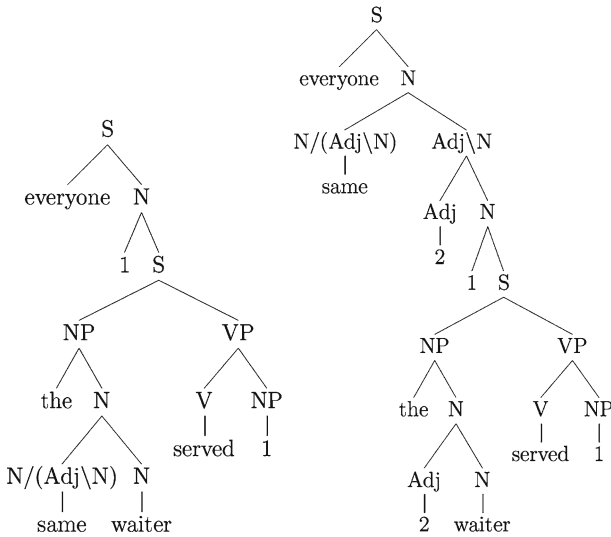 S
everyone N
1 S
NP VP
the N V NP
served 1
N/(Adj\N) N
same waiter
S
everyone N
N/(Adj\N) Adj\N
same
Adj N
2
1 S
NP VP
the N V NP
served 1
Adj N
2 waiter